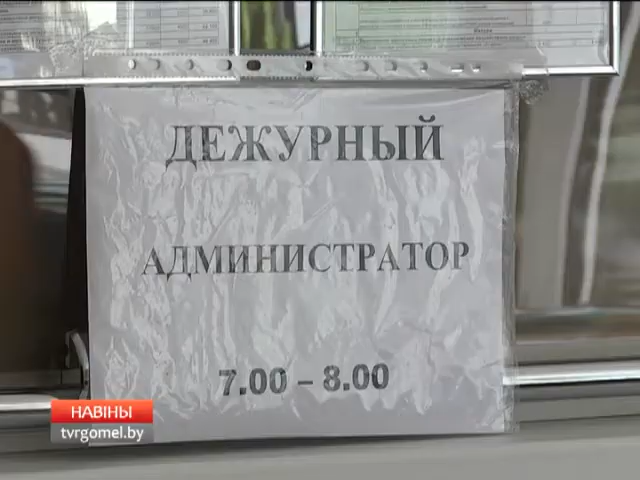 ДЕЖУРНЫЙ
АДМИНИСТРАТОР
7.00 – 8.00
НАВІНЫ
tvrgomel.by